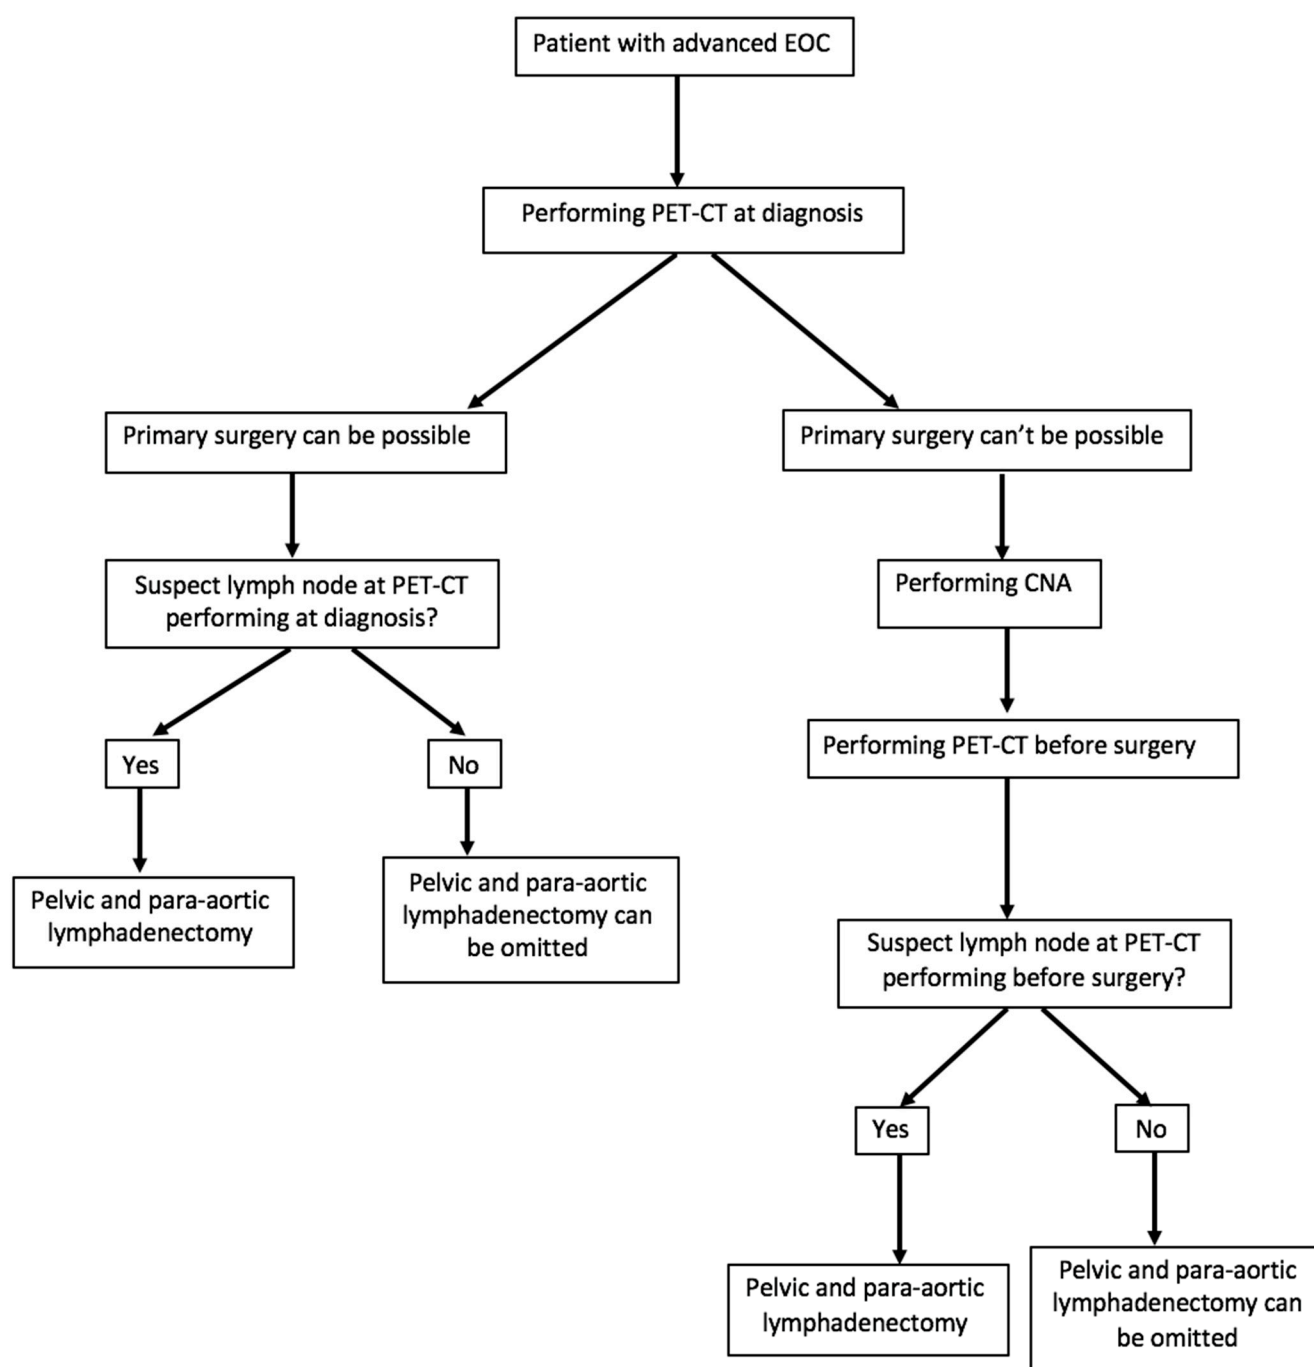 Patient with advanced EOC
Performing PET-CT at diagnosis
Primary surgery can be possible
Primary surgery can’t be possible
Suspect lymph node at PET-CT
performing at diagnosis?
Performing CNA
Performing PET-CT before surgery
Yes
No
Pelvic and para-aortic
lymphadenectomy
Pelvic and para-aortic
lymphadenectomy can
be omitted
Suspect lymph node at PET-CT
performing before surgery?
Yes
No
Pelvic and para-aortic
lymphadenectomy
Pelvic and para-aortic
lymphadenectomy can
be omitted